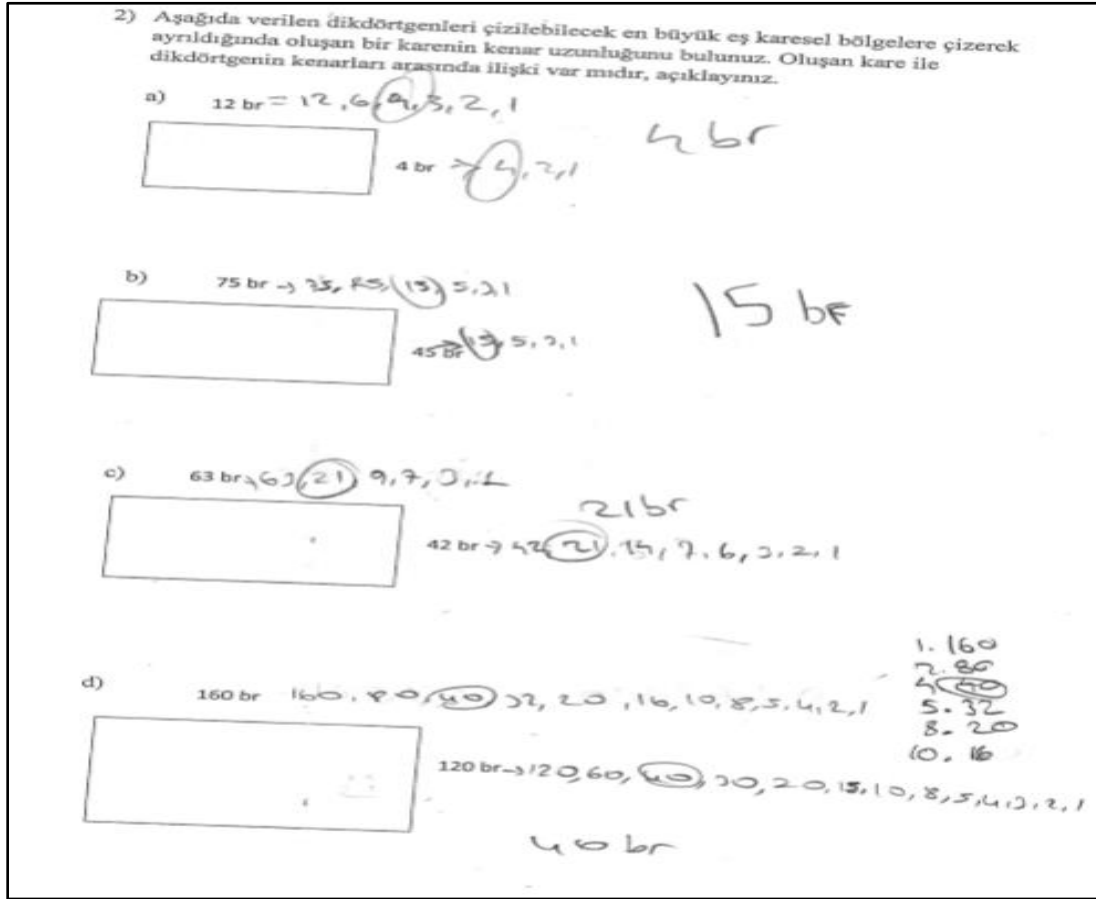 2) Aşağıda verilen dikdörtgenleri çizilebilecek en büyük eş karesel bölgelere çizerek
ayrıldığında oluşan bir karenin kenar uzunluğunu bulunuz. Oluşan kare ile
dikdörtgenin kenarları arasında ilişki var mıdır, açıklayınız.
a) 12 br = 12, 6, 4, 3, 2, 1
4 br
4 br → 4, 2, 1
b) 75 br → 75, 25, 15, 5, 3, 1
15 br
45 br → 15, 5, 3, 1
c) 63 br → 63, 21, 9, 7, 3, 1
21 br
42 br → 42, 21, 14, 7, 6, 3, 2, 1
1. 160
2. 80
4. 40
5. 32
8. 20
10. 16
d) 160 br 160, 80, 40, 32, 20, 16, 10, 8, 5, 4, 2, 1
120 br → 120, 60, 40, 30, 20, 15, 10, 8, 5, 4, 3, 2, 1
40 br